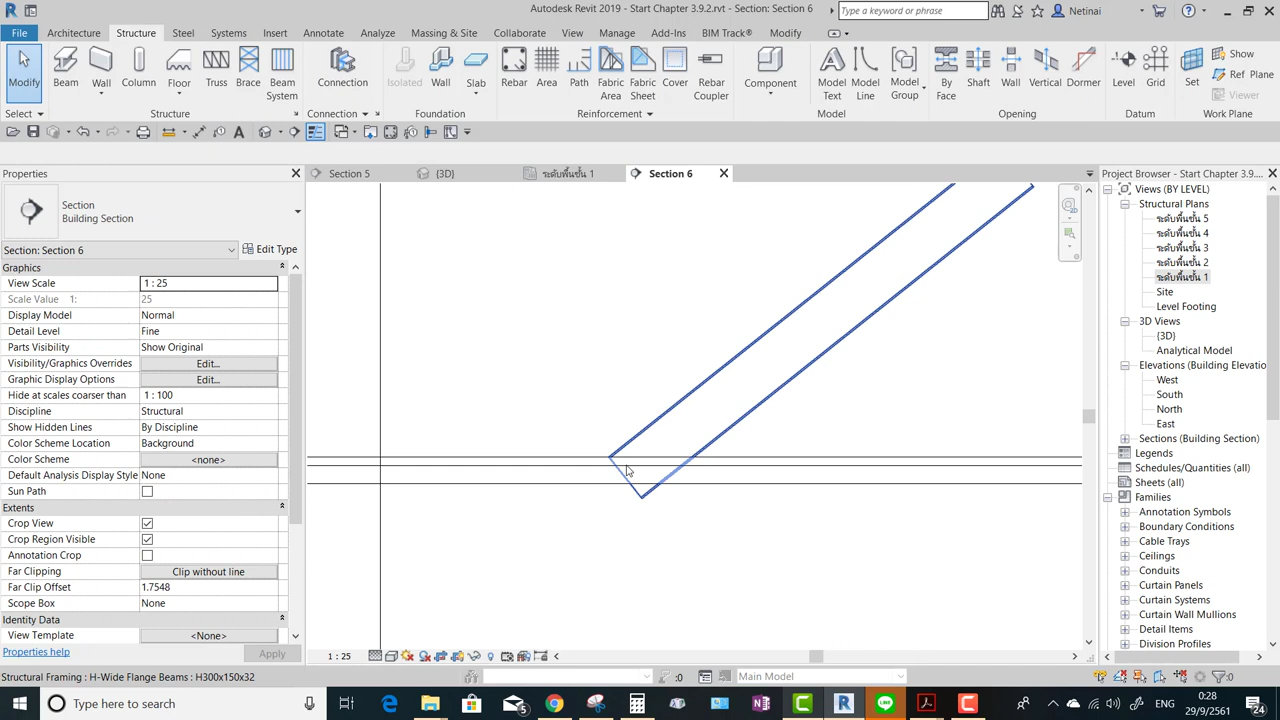 Autodesk Revit 2019 - Start Chapter 3.9.2.rvt - Section: Section 6
Type a keyword or phrase
Netinai
File Architecture Structure Steel Systems Insert Annotate Analyze Massing & Site Collaborate View Manage Add-Ins BIM Track® Modify
Modify Beam Wall Column Floor Truss Brace Beam System Connection Isolated Wall Slab Rebar Area Path Fabric Area Fabric Sheet Cover Rebar Coupler Component Model Text Model Line Model Group By Face Shaft Wall Vertical Dormer Level Grid Set Show
Ref Plane
Viewer
Select Structure Connection Foundation Reinforcement Model Opening Datum Work Plane
Properties
Section 5 {3D} ระดับพื้นชั้น 1 Section 6
Project Browser - Start Chapter 3.9....
Section
Building Section
Section: Section 6 Edit Type
Graphics
View Scale 1 : 25
Scale Value 1: 25
Display Model Normal
Detail Level Fine
Parts Visibility Show Original
Visibility/Graphics Overrides Edit...
Graphic Display Options Edit...
Hide at scales coarser than 1 : 100
Discipline Structural
Show Hidden Lines By Discipline
Color Scheme Location Background
Color Scheme <none>
Default Analysis Display Style None
Sun Path
Extents
Crop View
Crop Region Visible
Annotation Crop
Far Clipping Clip without line
Far Clip Offset 1.7548
Scope Box None
Identity Data
View Template <None>
Properties help Apply
Views (BY LEVEL)
Structural Plans
ระดับพื้นชั้น 5
ระดับพื้นชั้น 4
ระดับพื้นชั้น 3
ระดับพื้นชั้น 2
ระดับพื้นชั้น 1
Site
Level Footing
3D Views
{3D}
Analytical Model
Elevations (Building Elevatio
West
South
North
East
Sections (Building Section)
Legends
Schedules/Quantities (all)
Sheets (all)
Families
Annotation Symbols
Boundary Conditions
Cable Trays
Ceilings
Conduits
Curtain Panels
Curtain Systems
Curtain Wall Mullions
Detail Items
Division Profiles
1 : 25
Structural Framing : H-Wide Flange Beams : H300x150x32
:0
Main Model
:0
Type here to search
5
ENG
0:28
29/9/2561
24